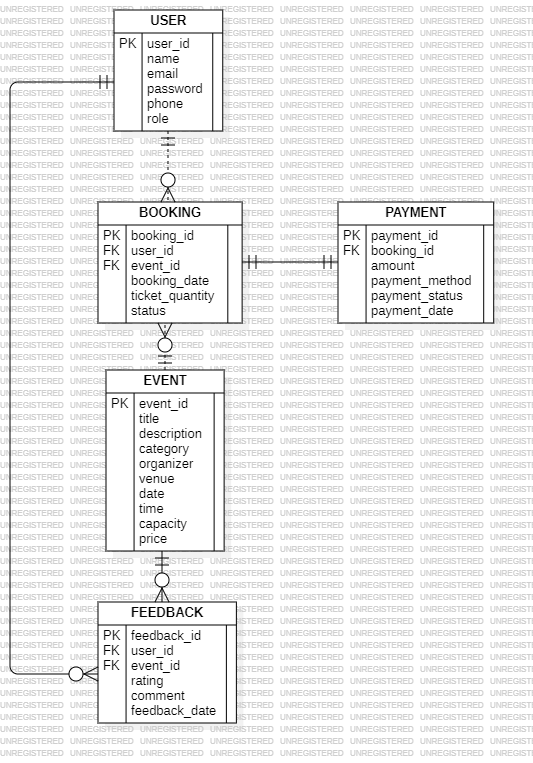 USER
PK user_id
name
email
password
phone
role
BOOKING
PK booking_id
FK user_id
FK event_id
booking_date
ticket_quantity
status
PAYMENT
PK payment_id
FK booking_id
amount
payment_method
payment_status
payment_date
EVENT
PK event_id
title
description
category
organizer
venue
date
time
capacity
price
FEEDBACK
PK feedback_id
FK user_id
FK event_id
rating
comment
feedback_date
UNREGISTERED